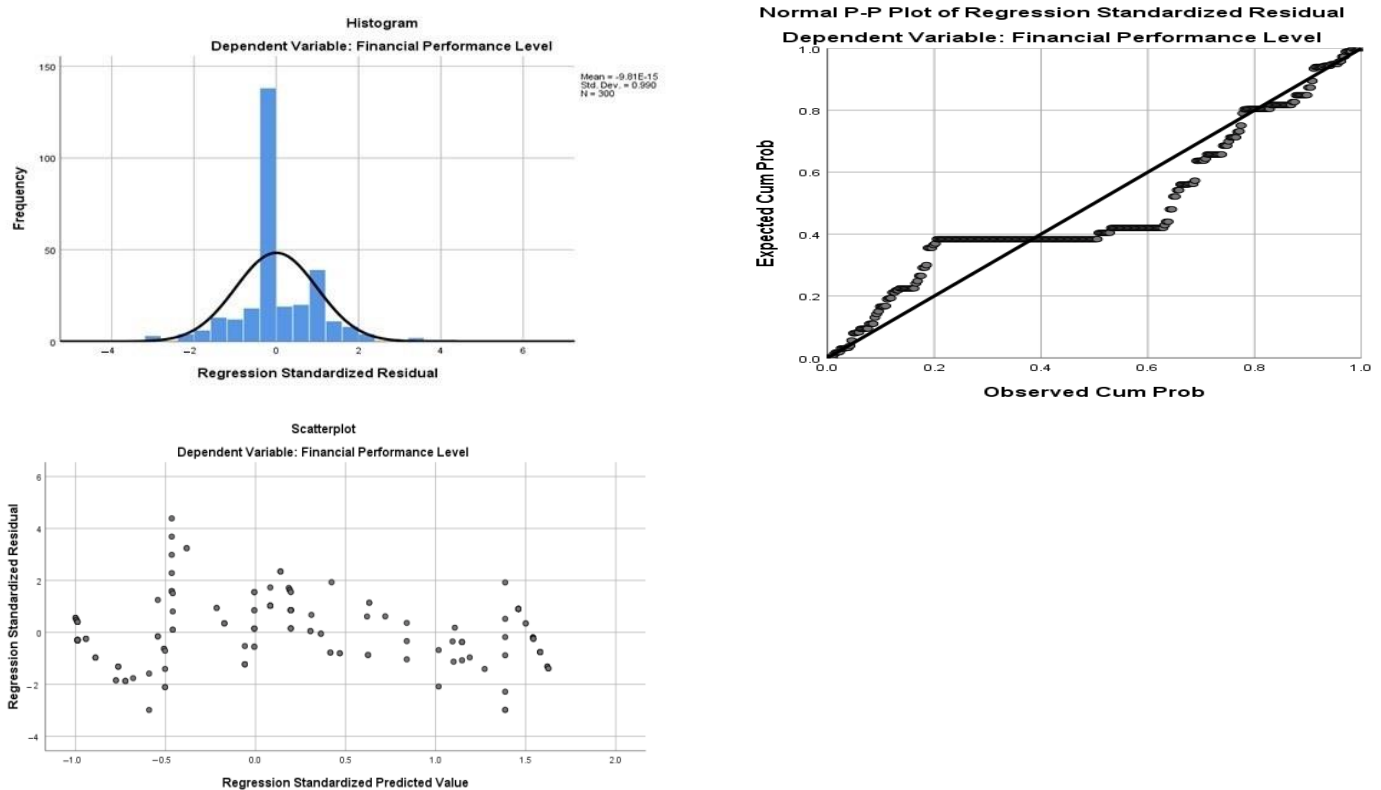 Histogram
Dependent Variable: Financial Performance Level
Mean = -9.81E-15
Std. Dev. = 0.990
N = 300
150
100
50
0
Frequency
−4 −2 0 2 4 6
Regression Standardized Residual
Normal P-P Plot of Regression Standardized Residual
Dependent Variable: Financial Performance Level
1.0
0.8
0.6
0.4
0.2
0.0
Expected Cum Prob
0.0 0.2 0.4 0.6 0.8 1.0
Observed Cum Prob
Scatterplot
Dependent Variable: Financial Performance Level
6
4
2
0
−2
−4
Regression Standardized Residual
−1.0 −0.5 0.0 0.5 1.0 1.5 2.0
Regression Standardized Predicted Value